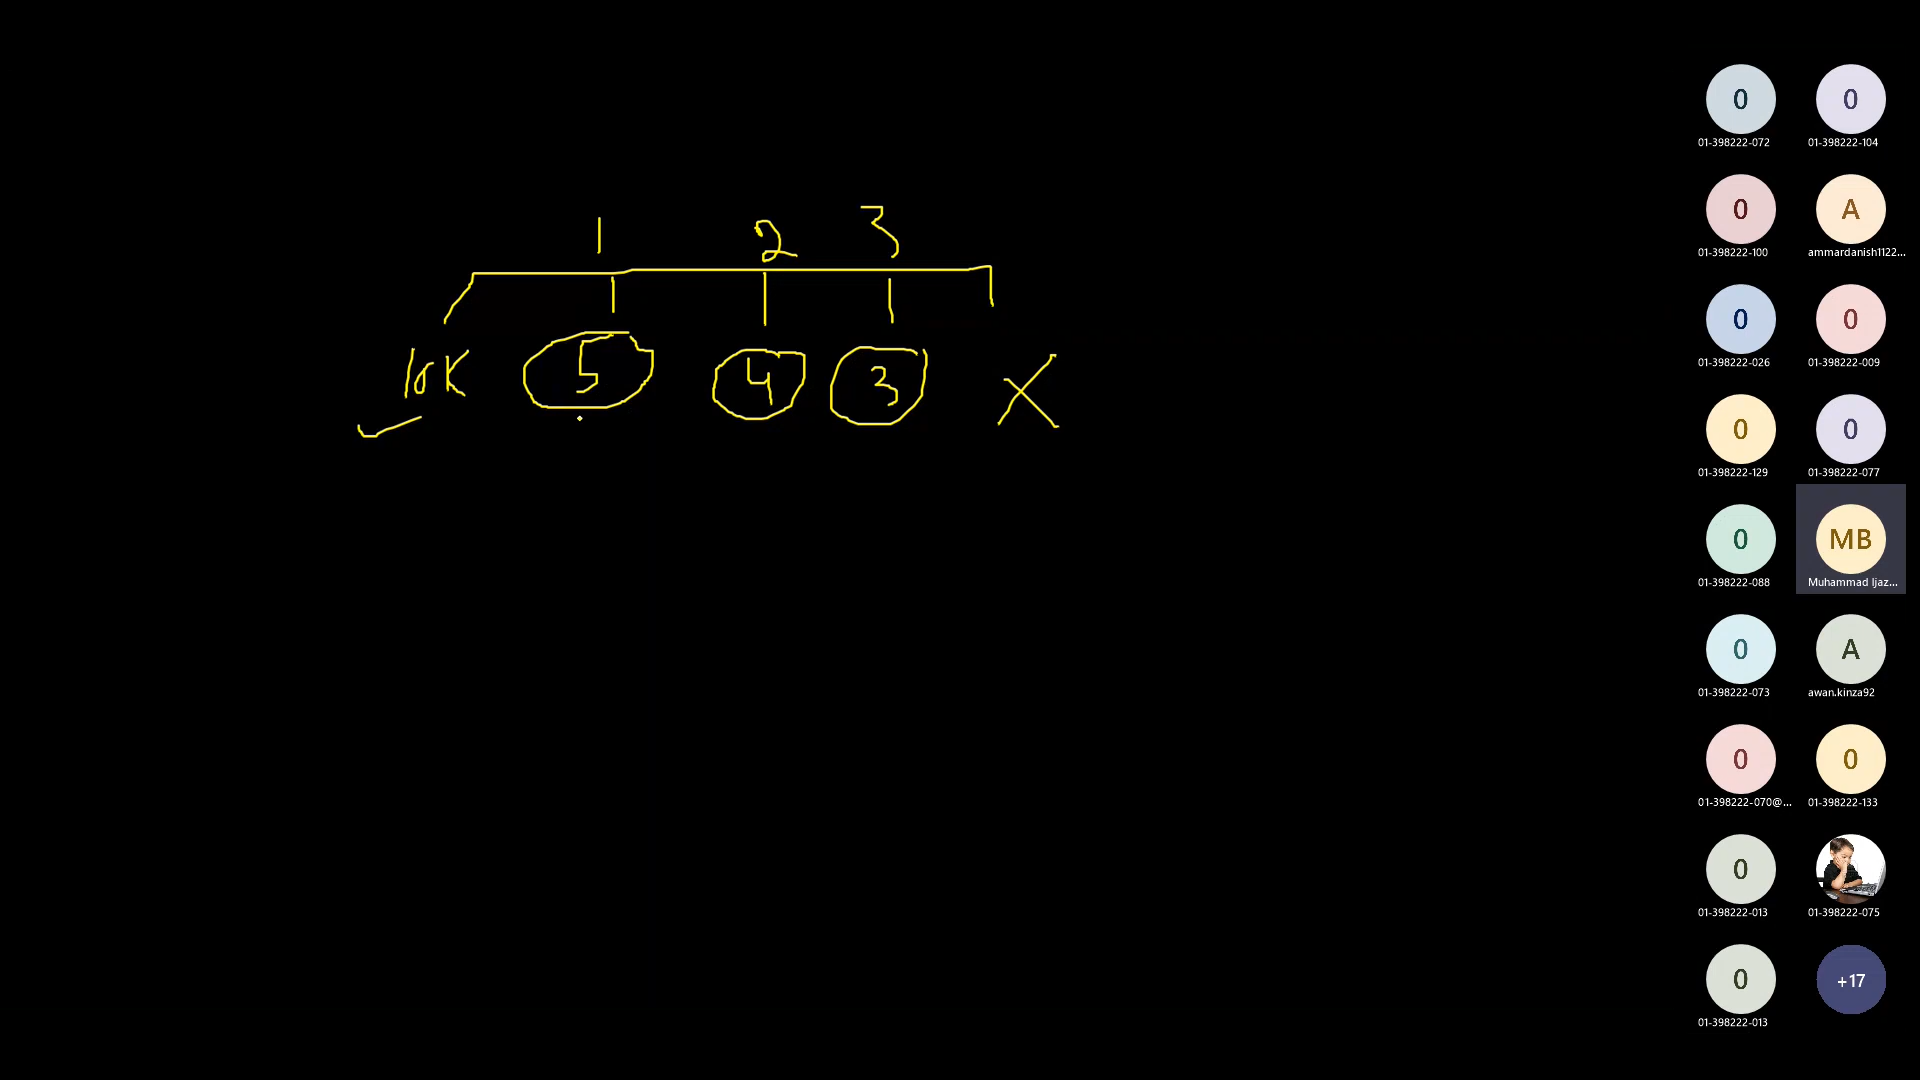 1 2 3
10K 5 4 3 X
0 0
01-398222-072 01-398222-104
0 A
01-398222-100 ammardanish1122...
0 0
01-398222-026 01-398222-009
0 0
01-398222-129 01-398222-077
0 MB
01-398222-088 Muhammad Ijaz...
0 A
01-398222-073 awan.kinza92
0 0
01-398222-070@... 01-398222-133
0
01-398222-013 01-398222-075
0 +17
01-398222-013